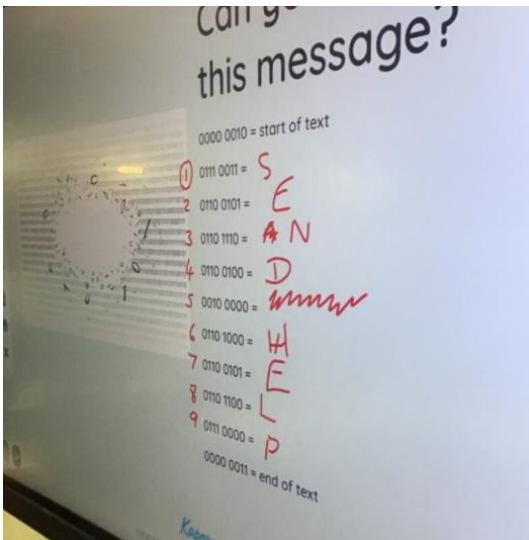 Can
this message?
0000 0010 = start of text
1 0111 0011 = S
2 0110 0101 = E
3 0110 1110 = N
4 0110 0100 = D
5 0010 0000 =
6 0110 1000 = H
7 0110 0101 = E
8 0110 1100 = L
9 0111 0000 = P
0000 0011 = end of text